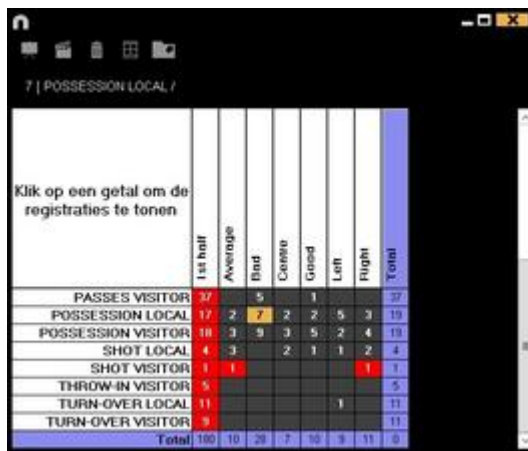 7 | POSSESSION LOCAL /
Klik op een getal om de
registraties te tonen
1st half Average Bad Centre Good Left Right Total
PASSES VISITOR 37 5 1 37
POSSESSION LOCAL 17 2 7 2 2 5 3 19
POSSESSION VISITOR 18 3 9 3 5 2 4 19
SHOT LOCAL 4 3 2 1 1 2 4
SHOT VISITOR 1 1 1 1
THROW-IN VISITOR 5 5
TURN-OVER LOCAL 11 1 11
TURN-OVER VISITOR 9 11
Total 100 10 20 7 10 9 11 0